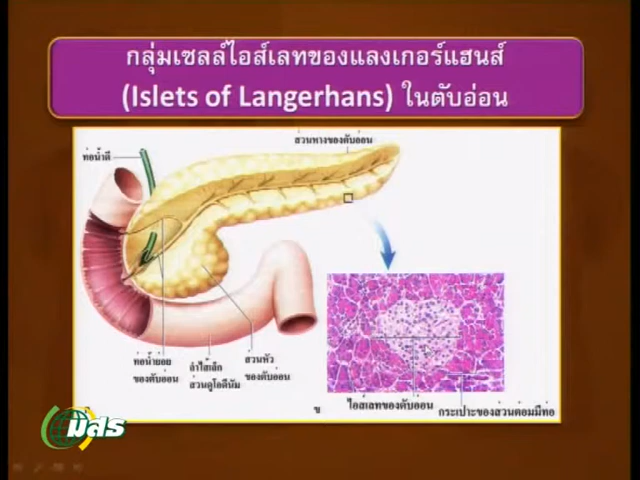 กลุ่มเซลล์ไอส์เลทของแลงเกอร์แฮนส์
(Islets of Langerhans) ในตับอ่อน
ส่วนหางของตับอ่อน
ท่อน้ำดี
ท่อน้ำย่อย
ของตับอ่อน
ลำไส้เล็ก
ส่วนดูโอดีนัม
ส่วนหัว
ของตับอ่อน
ไอส์เลทของตับอ่อน
กระเปาะของส่วนต่อมมีท่อ
ข
มสธ